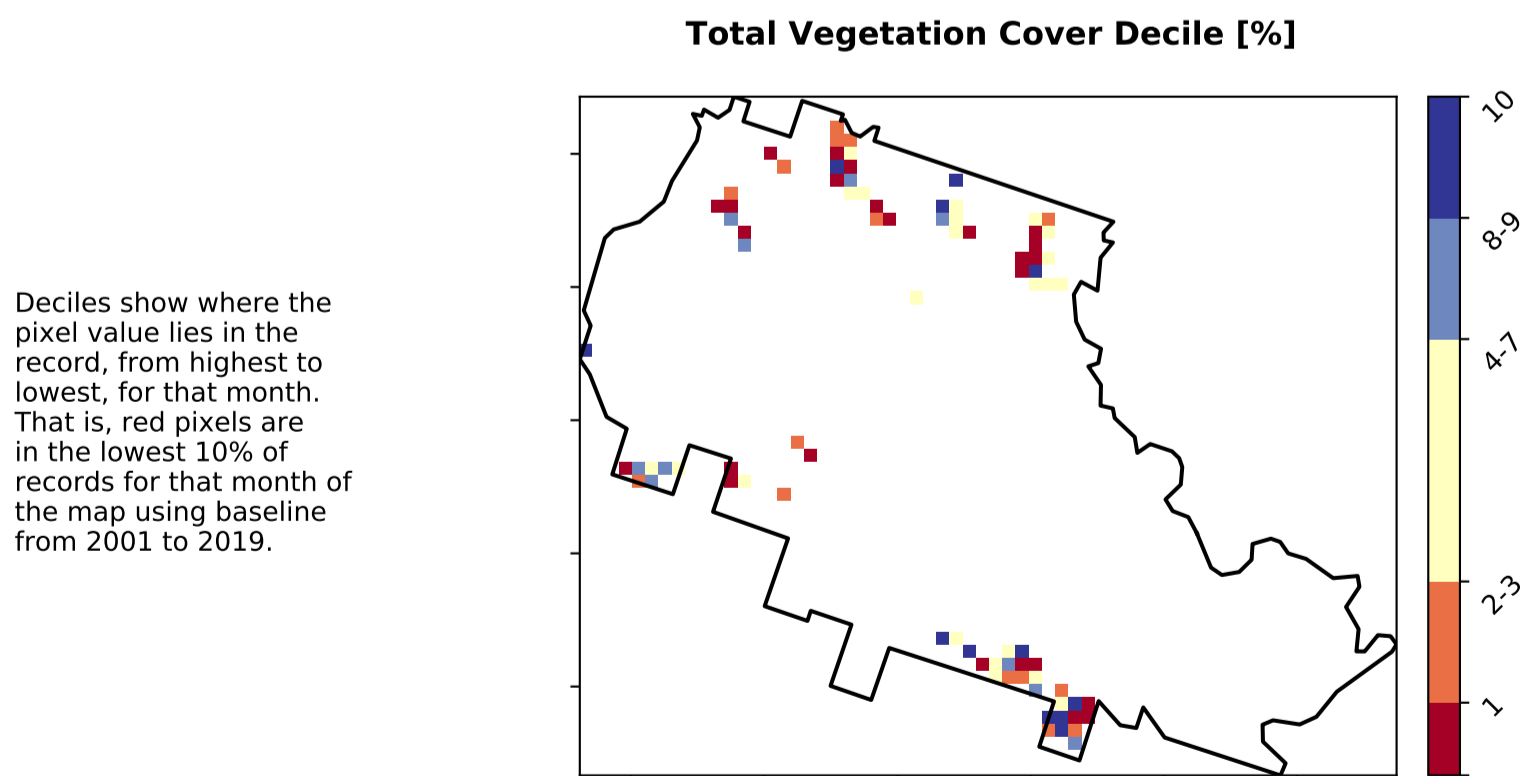 Total Vegetation Cover Decile [%]
Deciles show where the
pixel value lies in the
record, from highest to
lowest, for that month.
That is, red pixels are
in the lowest 10% of
records for that month of
the map using baseline
from 2001 to 2019.
10
8-9
4-7
2-3
1